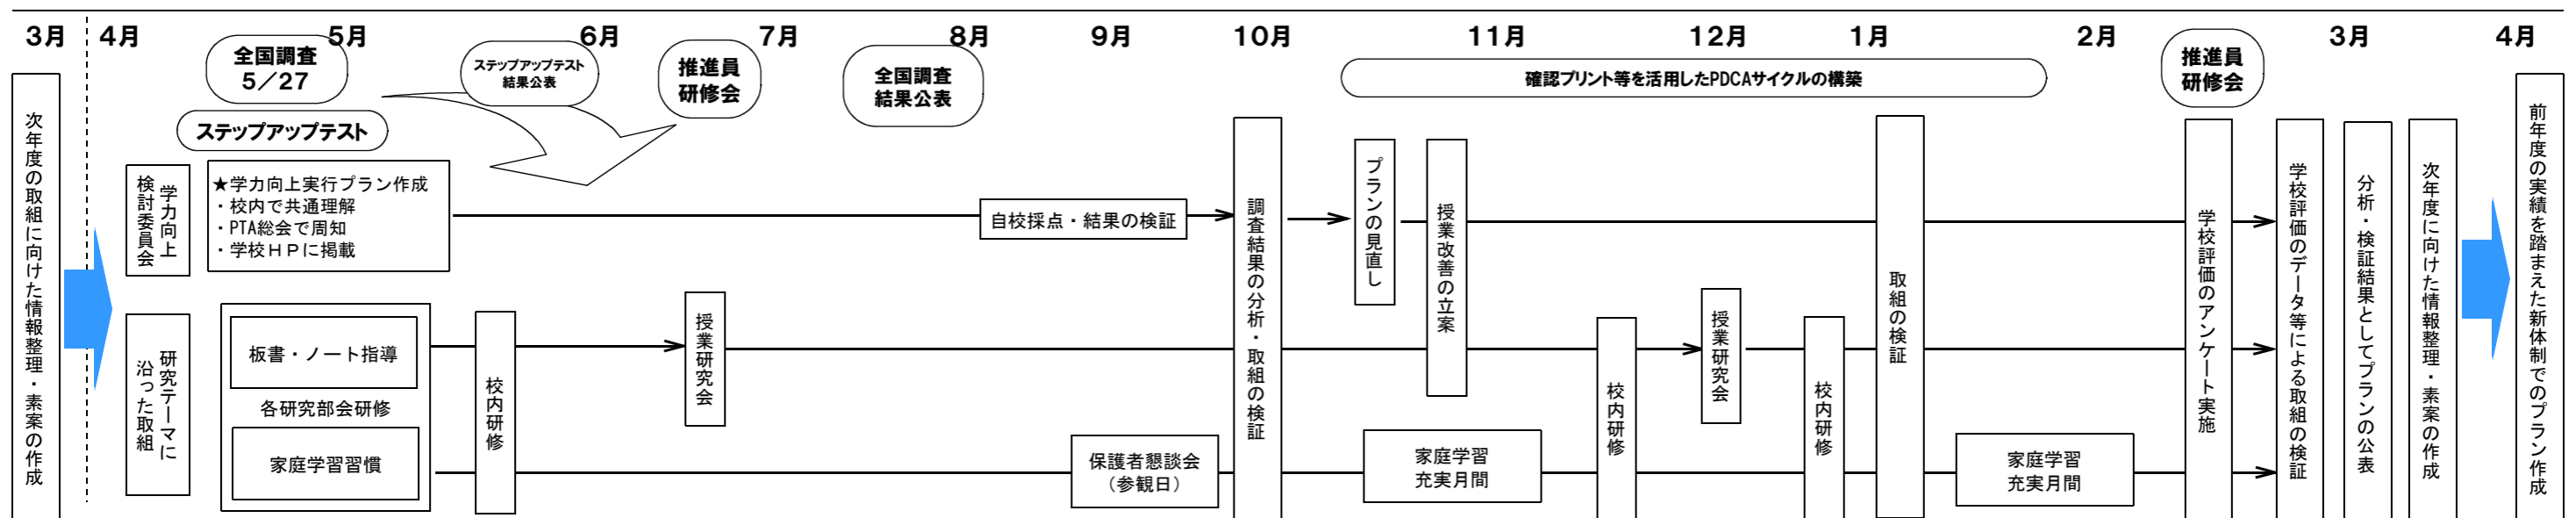 3月
4月
5月
6月
7月
8月
9月
10月
11月
12月
1月
2月
3月
4月
全国調査
5／27
ステップアップテスト
結果公表
推進員
研修会
全国調査
結果公表
確認プリント等を活用したPDCAサイクルの構築
推進員
研修会
ステップアップテスト
次年度の取組に向けた情報整理・素案の作成
学力向上
検討委員会
★学力向上実行プラン作成
・校内で共通理解
・PTA総会で周知
・学校ＨＰに掲載
自校採点・結果の検証
調査結果の分析・取組の検証
プランの見直し
授業改善の立案
取組の検証
学校評価のアンケート実施
学校評価のデータ等による取組の検証
分析・検証結果としてプランの公表
次年度に向けた情報整理・素案の作成
前年度の実績を踏まえた新体制でのプラン作成
研究テーマに
沿った取組
板書・ノート指導
各研究部会研修
家庭学習習慣
校内研修
授業研究会
保護者懇談会
（参観日）
家庭学習
充実月間
校内研修
授業研究会
校内研修
家庭学習
充実月間